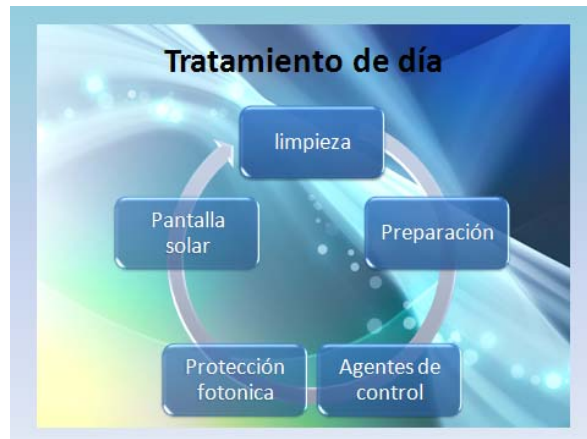 Tratamiento de día
limpieza
Preparación
Agentes de
control
Protección
fotonica
Pantalla
solar